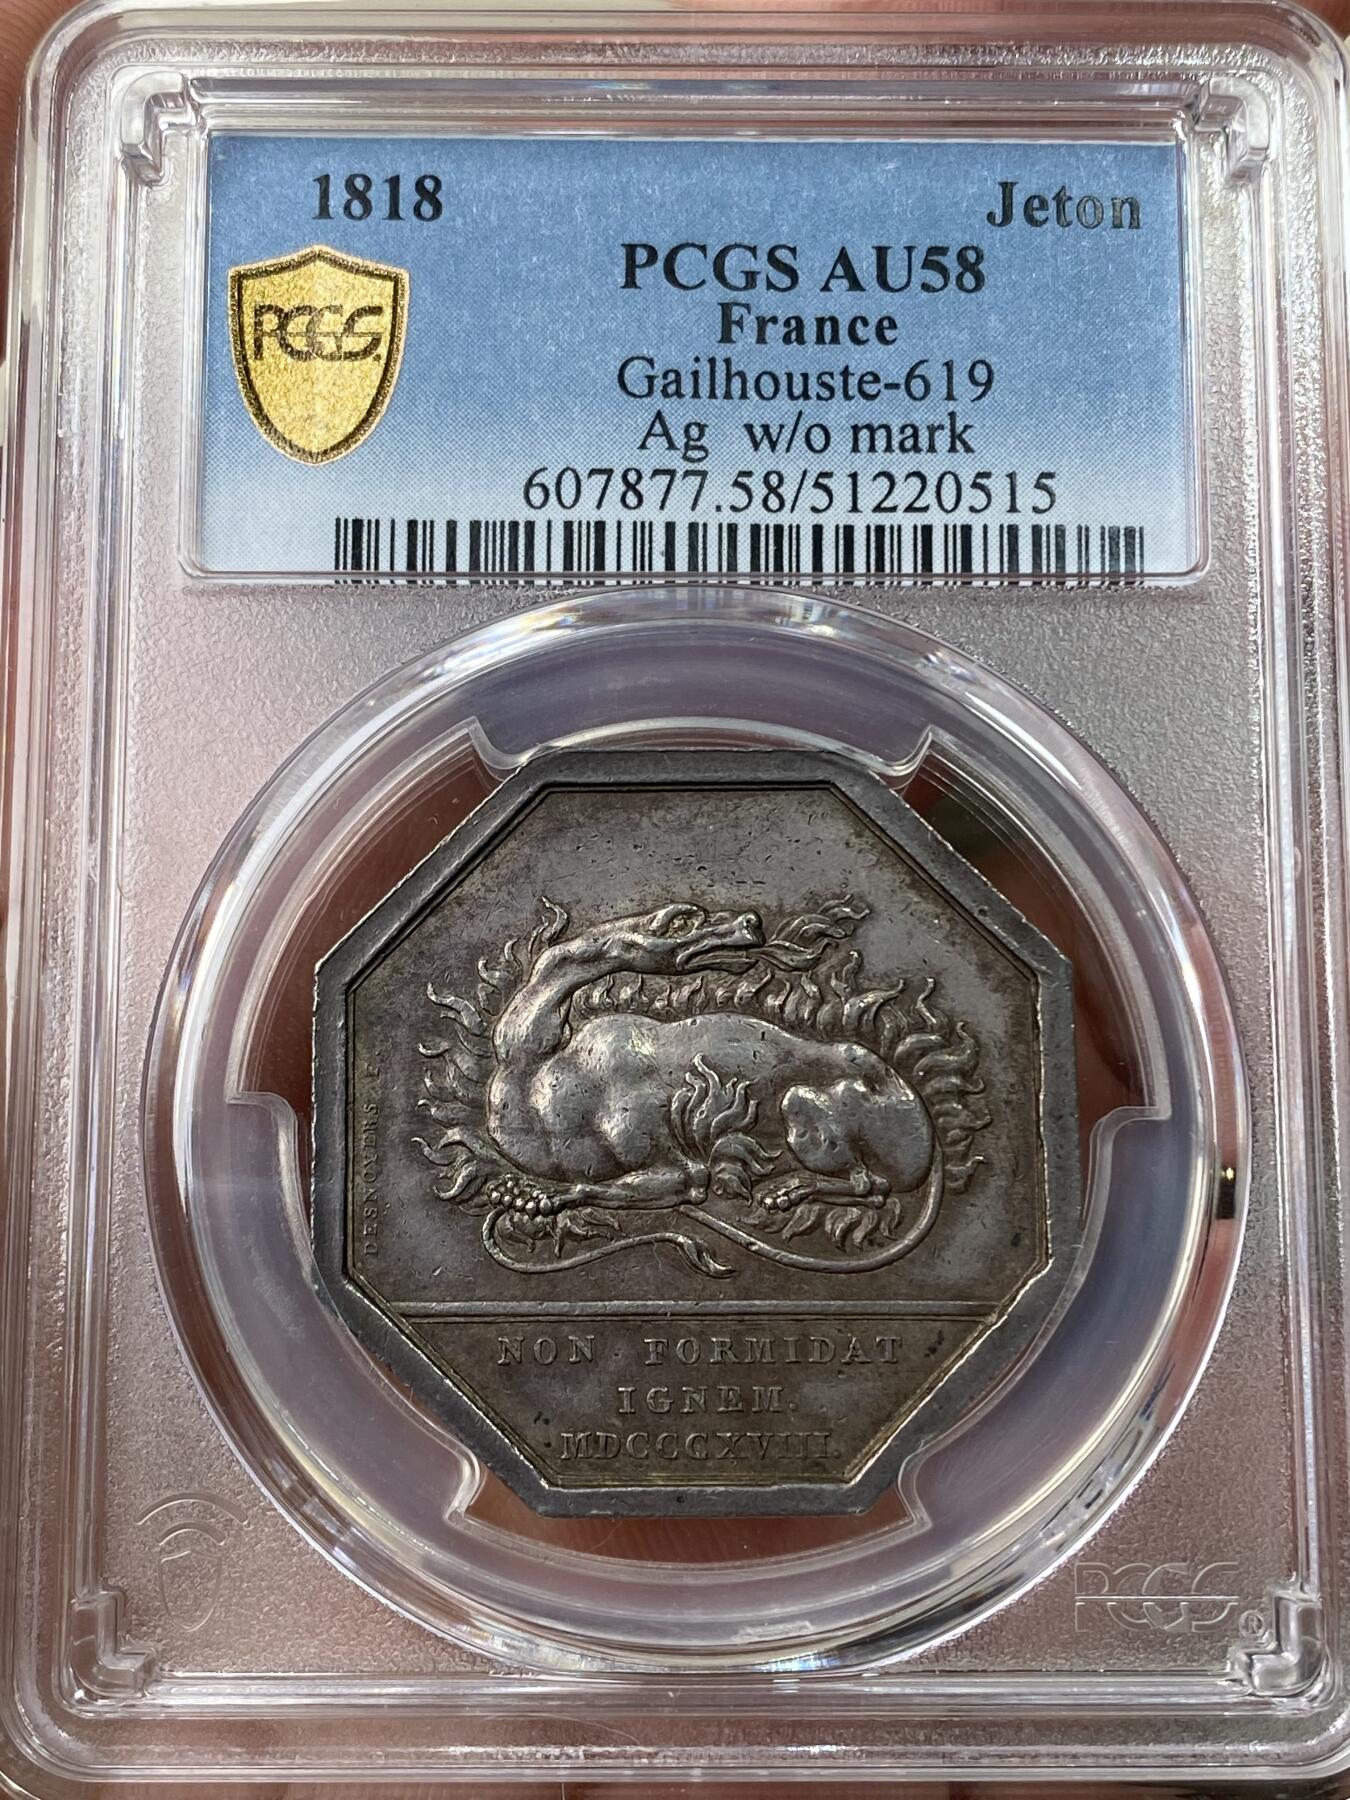 1818
Jeton
PCGS AU58
PCGS
France
Gailhouste-619
Ag w/o mark
607877.58/51220515
DESNOYERS. F.
NON FORMIDAT
IGNEM.
MDCCCXVIII.
PCGS